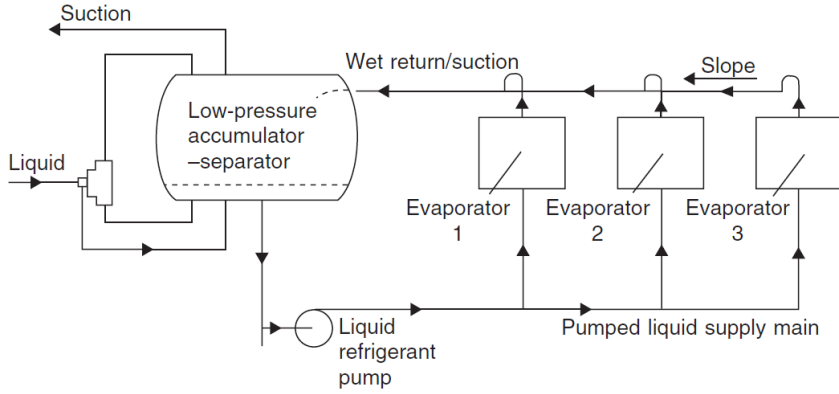 Suction
Wet return/suction
Slope
Low-pressure
accumulator
–separator
Liquid
Evaporator
1
Evaporator
2
Evaporator
3
Liquid
refrigerant
pump
Pumped liquid supply main